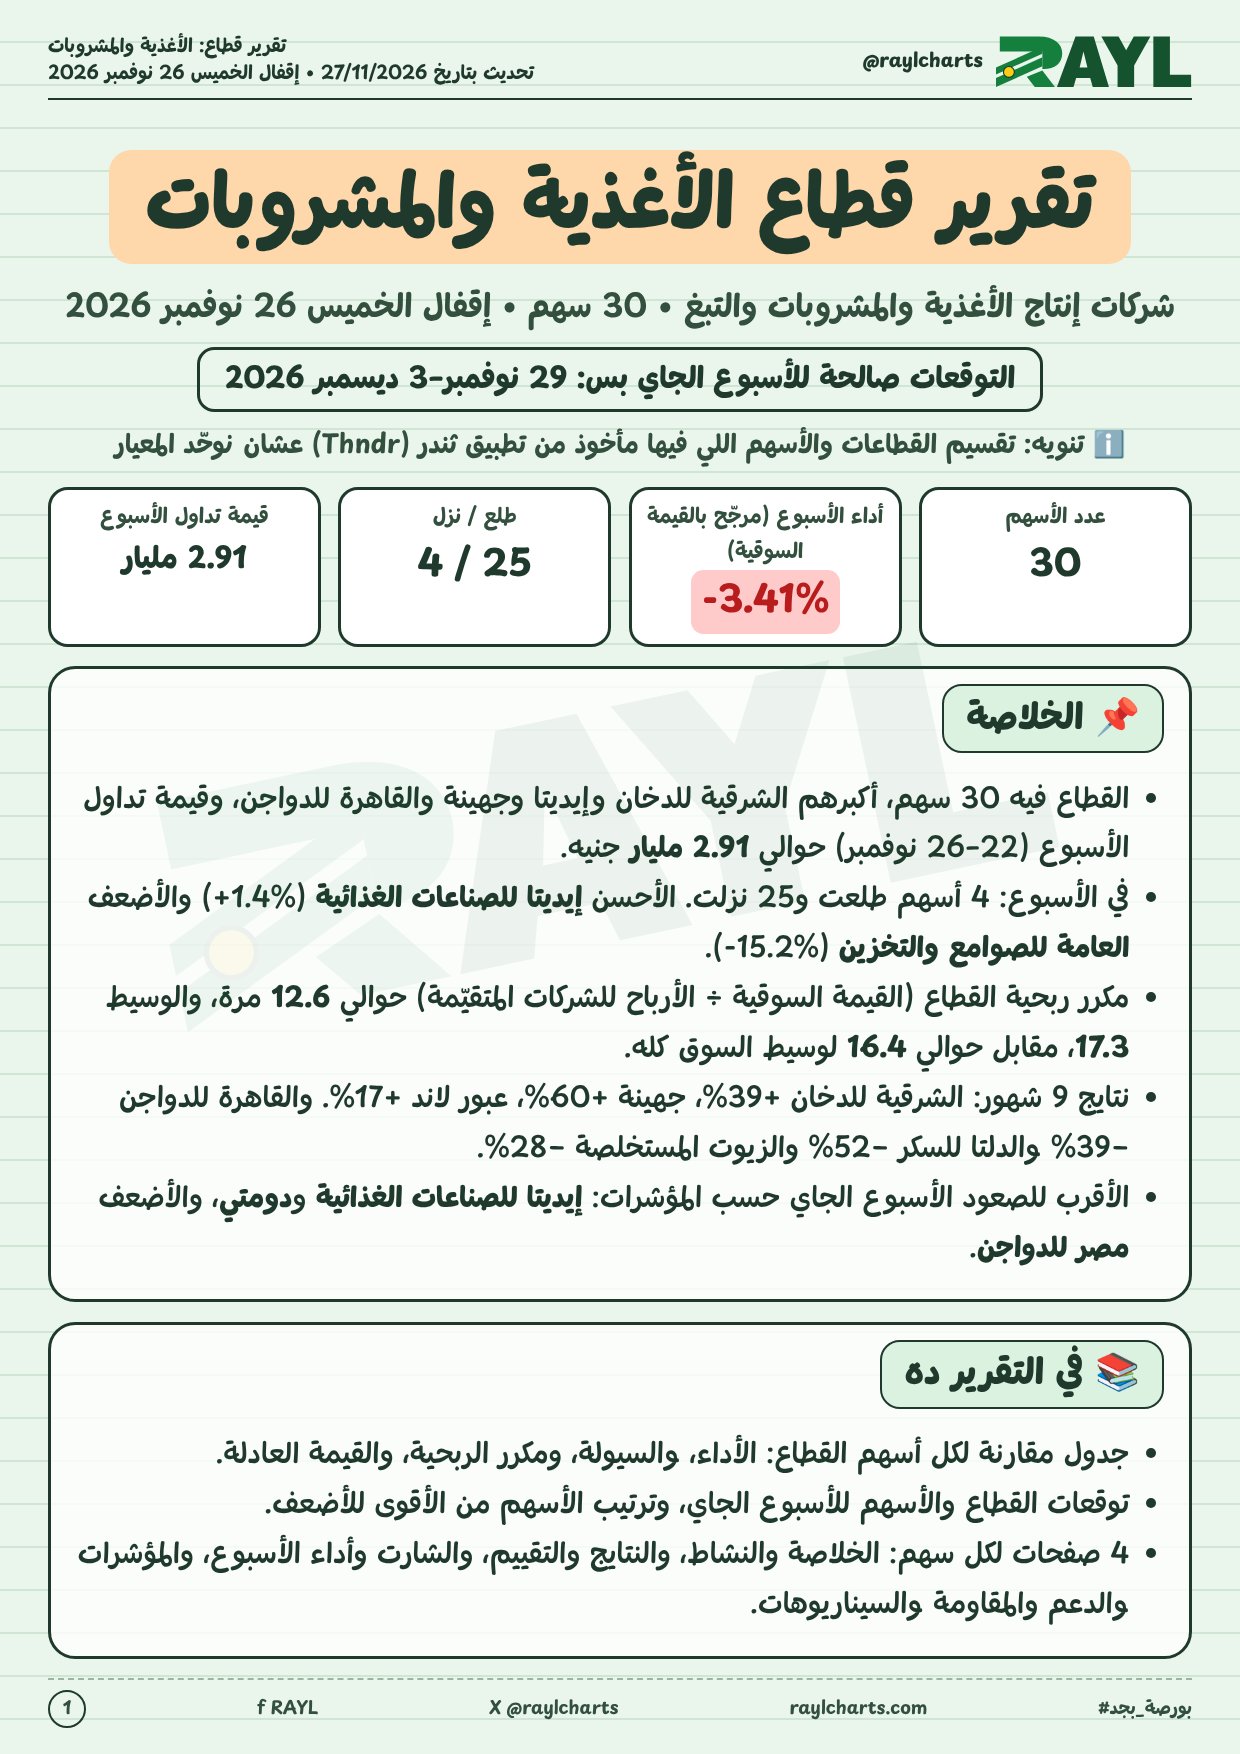 RAYL
@raylcharts
تقرير قطاع: الأغذية والمشروبات
تحديث بتاريخ 27/11/2026 • إقفال الخميس 26 نوفمبر 2026
تقرير قطاع الأغذية والمشروبات
شركات إنتاج الأغذية والمشروبات والتبغ • 30 سهم • إقفال الخميس 26 نوفمبر 2026
التوقعات صالحة للأسبوع الجاي بس: 29 نوفمبر–3 ديسمبر 2026
ℹ️ تنويه: تقسيم القطاعات والأسهم اللي فيها مأخوذ من تطبيق ثندر (Thndr) عشان نوحّد المعيار
عدد الأسهم
30
أداء الأسبوع (مرجّح بالقيمة
السوقية)
-3.41%
طلع / نزل
4 / 25
قيمة تداول الأسبوع
2.91 مليار
RAYL
📌 الخلاصة
• القطاع فيه 30 سهم، أكبرهم الشرقية للدخان وإيديتا وجهينة والقاهرة للدواجن، وقيمة تداول
الأسبوع (22–26 نوفمبر) حوالي 2.91 مليار جنيه.
• في الأسبوع: 4 أسهم طلعت و25 نزلت. الأحسن إيديتا للصناعات الغذائية (+1.4%) والأضعف
العامة للصوامع والتخزين (-15.2%).
• مكرر ربحية القطاع (القيمة السوقية ÷ الأرباح للشركات المتقيّمة) حوالي 12.6 مرة، والوسيط
17.3، مقابل حوالي 16.4 لوسيط السوق كله.
• نتايج 9 شهور: الشرقية للدخان +39%، جهينة +60%، عبور لاند +17%. والقاهرة للدواجن
–39% والدلتا للسكر –52% والزيوت المستخلصة –28%.
• الأقرب للصعود الأسبوع الجاي حسب المؤشرات: إيديتا للصناعات الغذائية ودومتي، والأضعف
مصر للدواجن.
📚 في التقرير دة
• جدول مقارنة لكل أسهم القطاع: الأداء، والسيولة، ومكرر الربحية، والقيمة العادلة.
• توقعات القطاع والأسهم للأسبوع الجاي، وترتيب الأسهم من الأقوى للأضعف.
• 4 صفحات لكل سهم: الخلاصة والنشاط، والنتايج والتقييم، والشارت وأداء الأسبوع، والمؤشرات
والدعم والمقاومة والسيناريوهات.
#بورصة_بجد
raylcharts.com
X @raylcharts
f RAYL
1